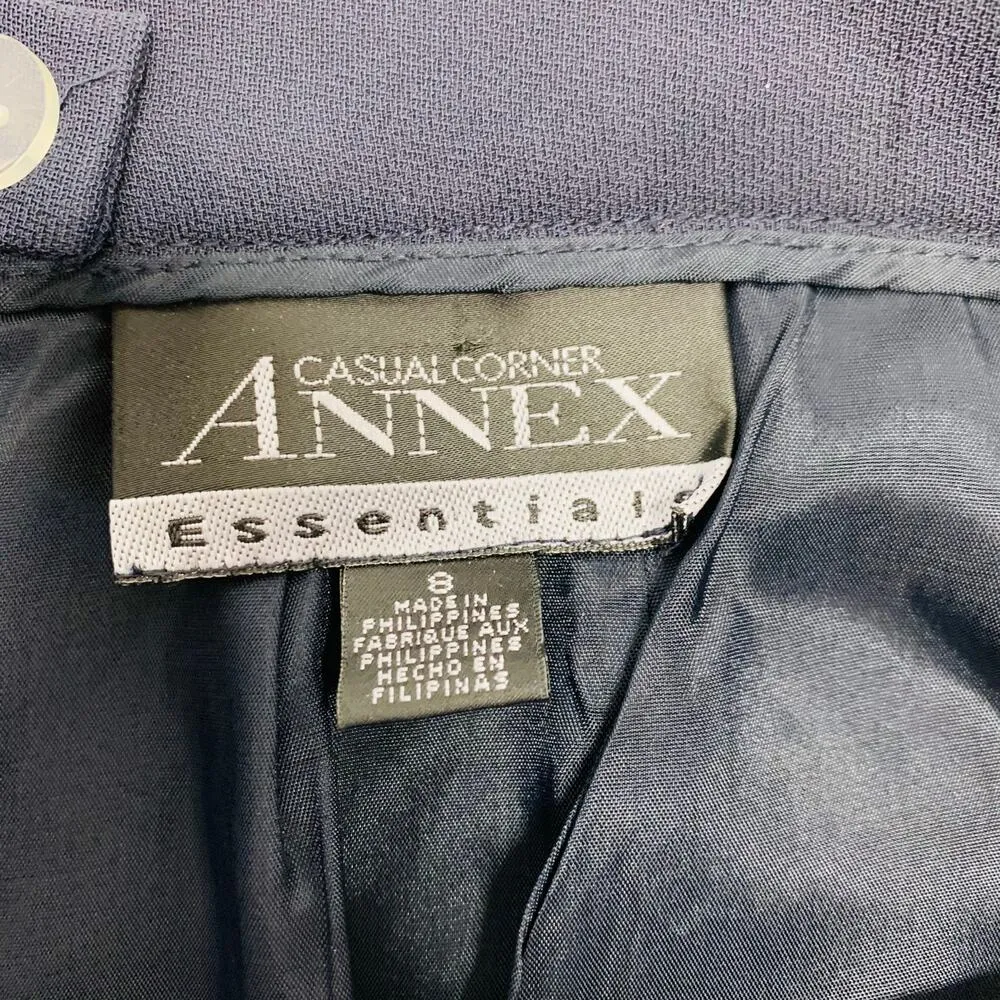 CASUAL CORNER
ANNEX
Essentials
8
MADE IN
PHILIPPINES
FABRIQUE AUX
PHILIPPINES
HECHO EN
FILIPINAS